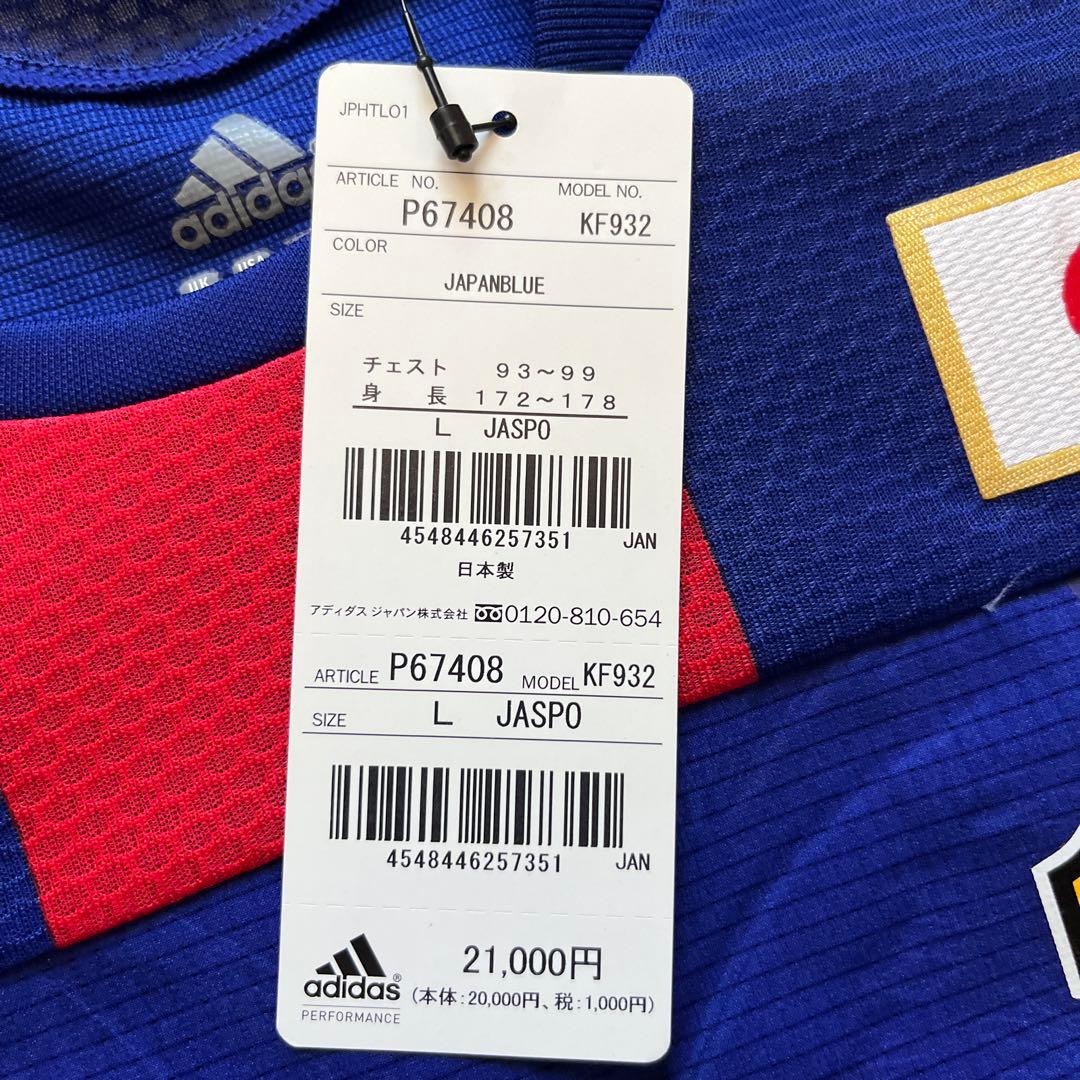 JPHTL01
adidas
UK
USA
ARTICLE NO.
MODEL NO.
P67408
KF932
COLOR
JAPANBLUE
SIZE
チェスト 93～99
身 長 172～178
L JASPO
4548446257351 JAN
日本製
アディダス ジャパン株式会社 0120-810-654
ARTICLE P67408 MODEL KF932
SIZE L JASPO
4548446257351 JAN
adidas®
PERFORMANCE
21,000円
(本体:20,000円、税:1,000円)